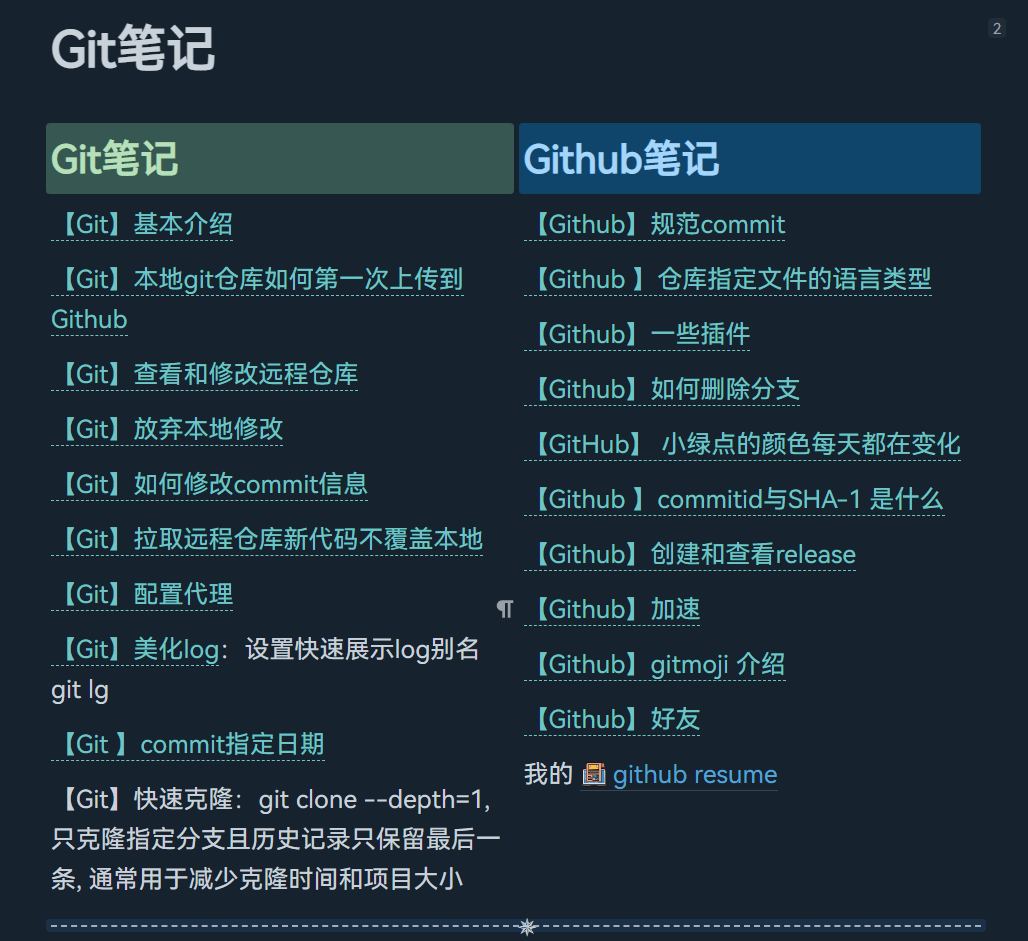 Git笔记
2
Git笔记
【Git】基本介绍
【Git】本地git仓库如何第一次上传到
Github
【Git】查看和修改远程仓库
【Git】放弃本地修改
【Git】如何修改commit信息
【Git】拉取远程仓库新代码不覆盖本地
【Git】配置代理
【Git】美化log：设置快速展示log别名
git lg
【Git 】commit指定日期
【Git】快速克隆：git clone --depth=1,
只克隆指定分支且历史记录只保留最后一
条, 通常用于减少克隆时间和项目大小
Github笔记
【Github】规范commit
【Github 】仓库指定文件的语言类型
【Github】一些插件
【Github】如何删除分支
【GitHub】 小绿点的颜色每天都在变化
【Github 】commitid与SHA-1 是什么
【Github】创建和查看release
【Github】加速
【Github】gitmoji 介绍
【Github】好友
我的 github resume